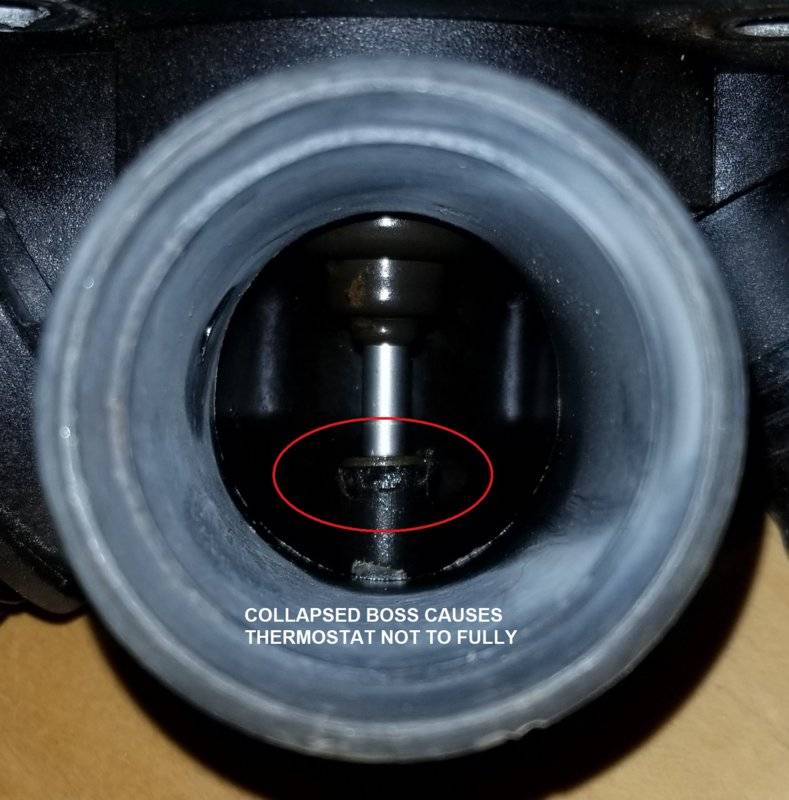 COLLAPSED BOSS CAUSES
THERMOSTAT NOT TO FULLY